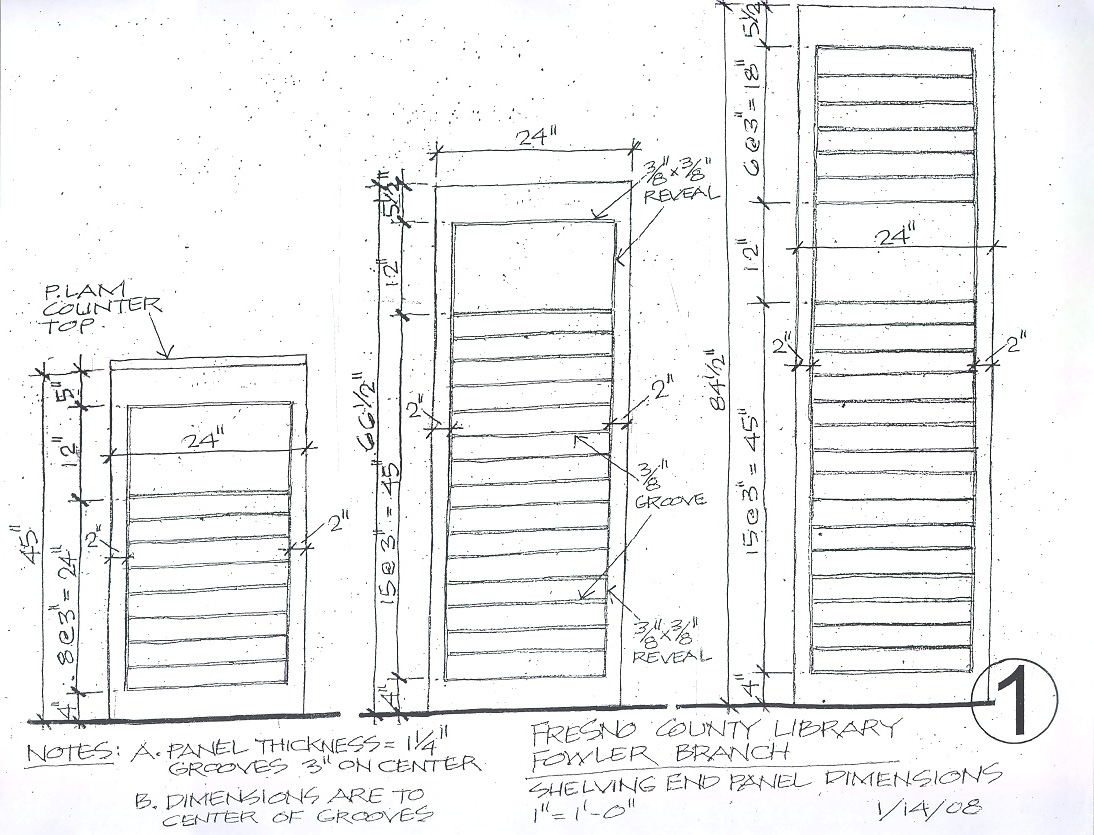 P.LAM
COUNTER
TOP
45"
5"
12"
8@3" = 24"
4"
24"
2"
2"
24"
66 1/2"
5 1/2"
12"
15@3" = 45"
4"
2"
2"
3/8" x 3/8"
REVEAL
3/8"
GROOVE
3/8" x 3/8"
REVEAL
84 1/2"
5 1/2"
6@3" = 18"
12"
15@3" = 45"
4"
24"
2"
2"
1
NOTES: A. PANEL THICKNESS = 1 1/4"
GROOVES 3" ON CENTER
B. DIMENSIONS ARE TO
CENTER OF GROOVES
FRESNO COUNTY LIBRARY
FOWLER BRANCH
SHELVING END PANEL DIMENSIONS
1" = 1'-0"
1/14/08